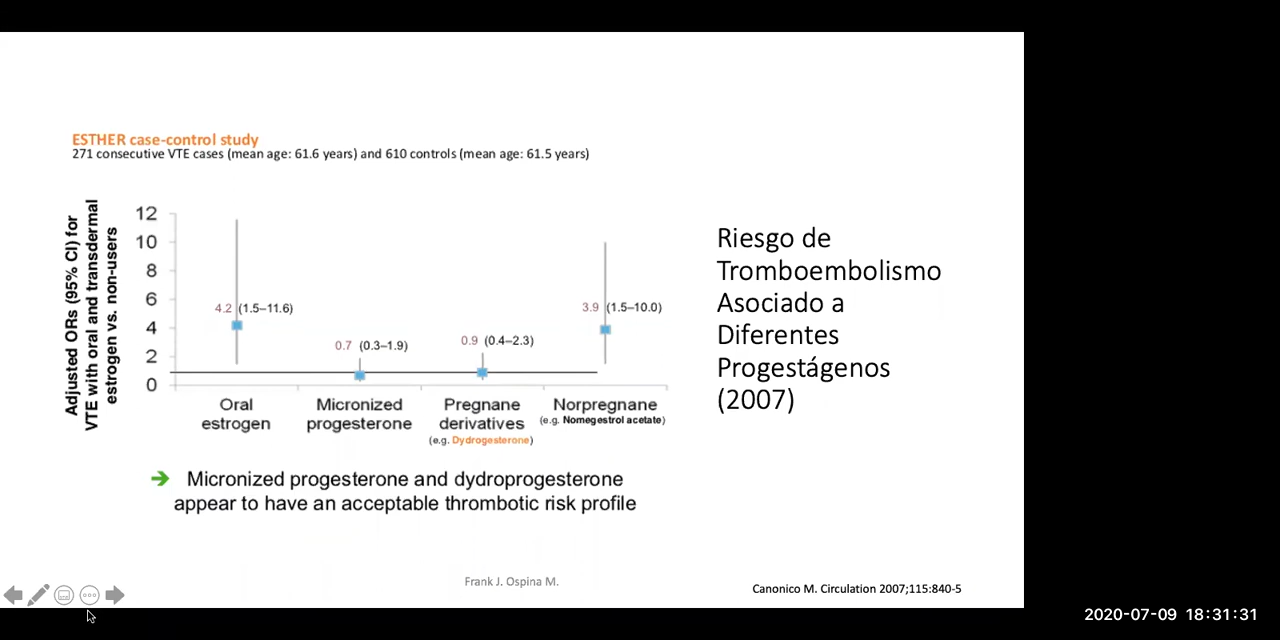 ESTHER case-control study
271 consecutive VTE cases (mean age: 61.6 years) and 610 controls (mean age: 61.5 years)
Adjusted ORs (95% CI) for
VTE with oral and transdermal
estrogen vs. non-users
12
10
8
6
4
2
0
4.2 (1.5–11.6)
0.7 (0.3–1.9)
0.9 (0.4–2.3)
3.9 (1.5–10.0)
Oral
estrogen
Micronized
progesterone
Pregnane
derivatives
(e.g. Dydrogesterone)
Norpregnane
(e.g. Nomegestrol acetate)
Micronized progesterone and dydroprogesterone
appear to have an acceptable thrombotic risk profile
Riesgo de
Tromboembolismo
Asociado a
Diferentes
Progestágenos
(2007)
Frank J. Ospina M.
Canonico M. Circulation 2007;115:840-5
2020-07-09 18:31:31